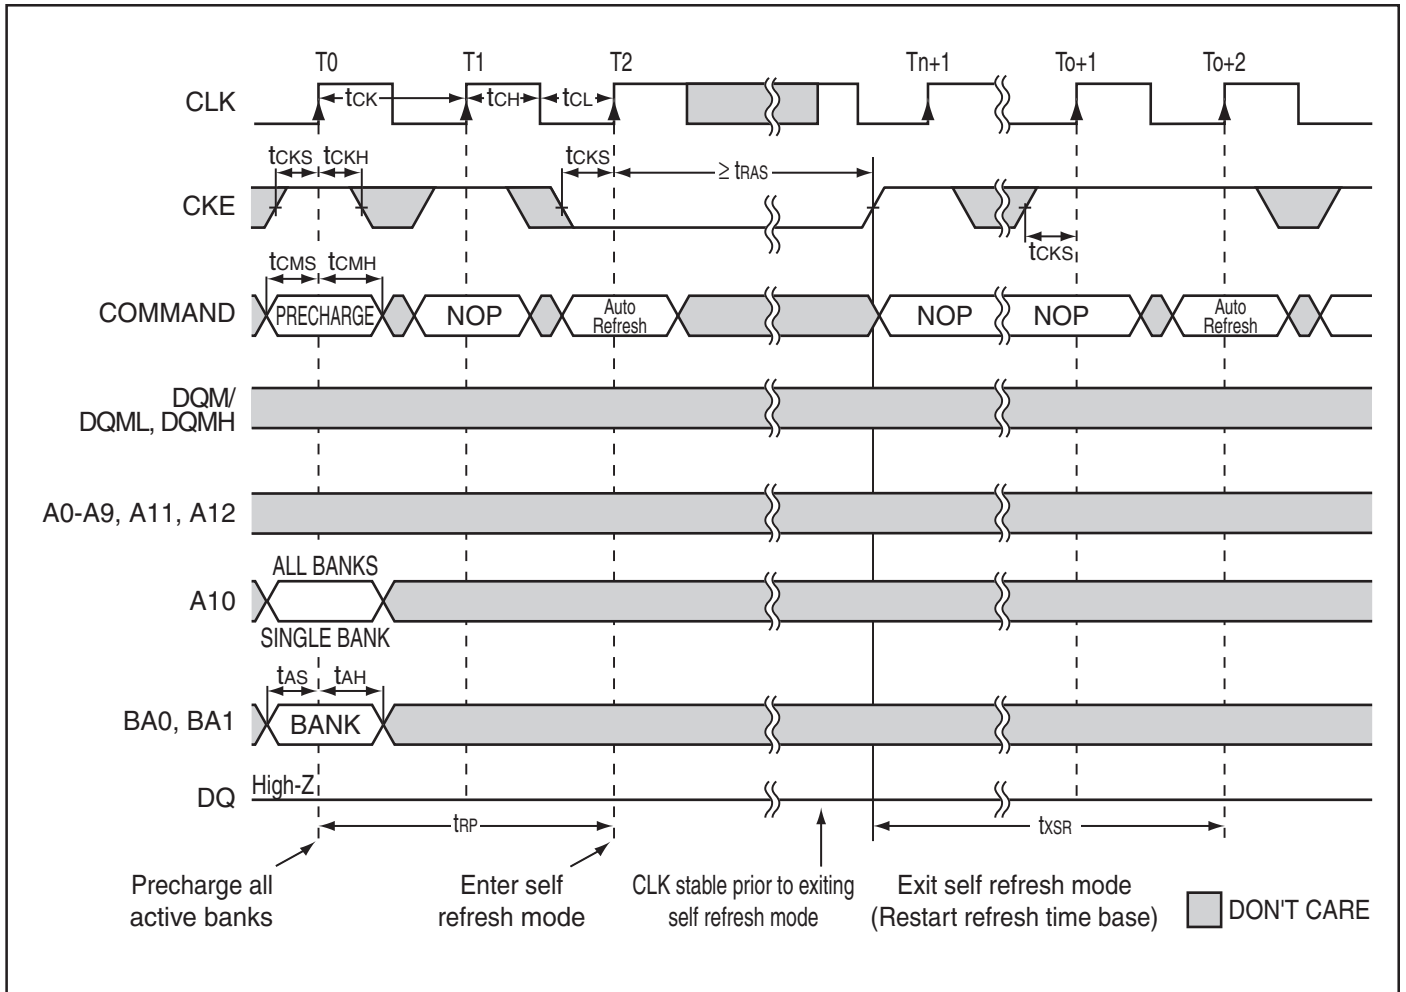 T0 T1 T2 Tn+1 To+1 To+2
CLK tCK tCH tCL
tCKS tCKH tCKS ≥ tRAS
CKE
tCKS
tCMS tCMH
COMMAND PRECHARGE NOP Auto Refresh NOP NOP Auto Refresh
DQM/
DQML, DQMH
A0-A9, A11, A12
ALL BANKS
A10
SINGLE BANK
tAS tAH
BA0, BA1 BANK
High-Z
DQ
tRP tXSR
Precharge all
active banks
Enter self
refresh mode
CLK stable prior to exiting
self refresh mode
Exit self refresh mode
(Restart refresh time base)
DON'T CARE